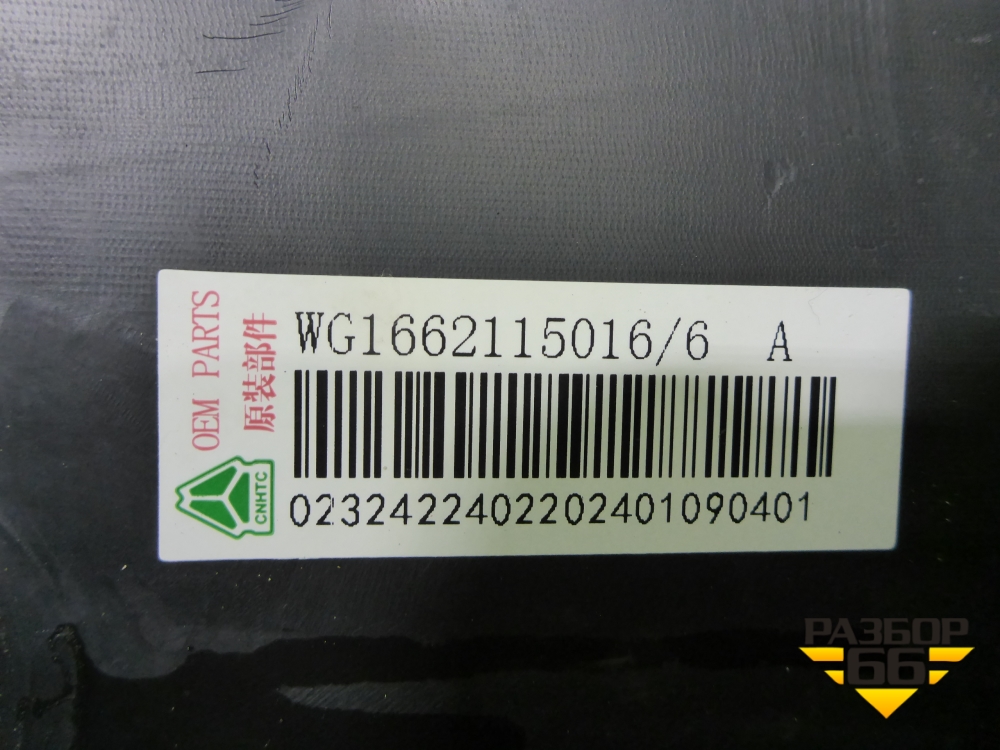 OEM PARTS
原装部件
WG1662115016/6 A
CNHTC
0232422402202401090401
РАЗБОР
66